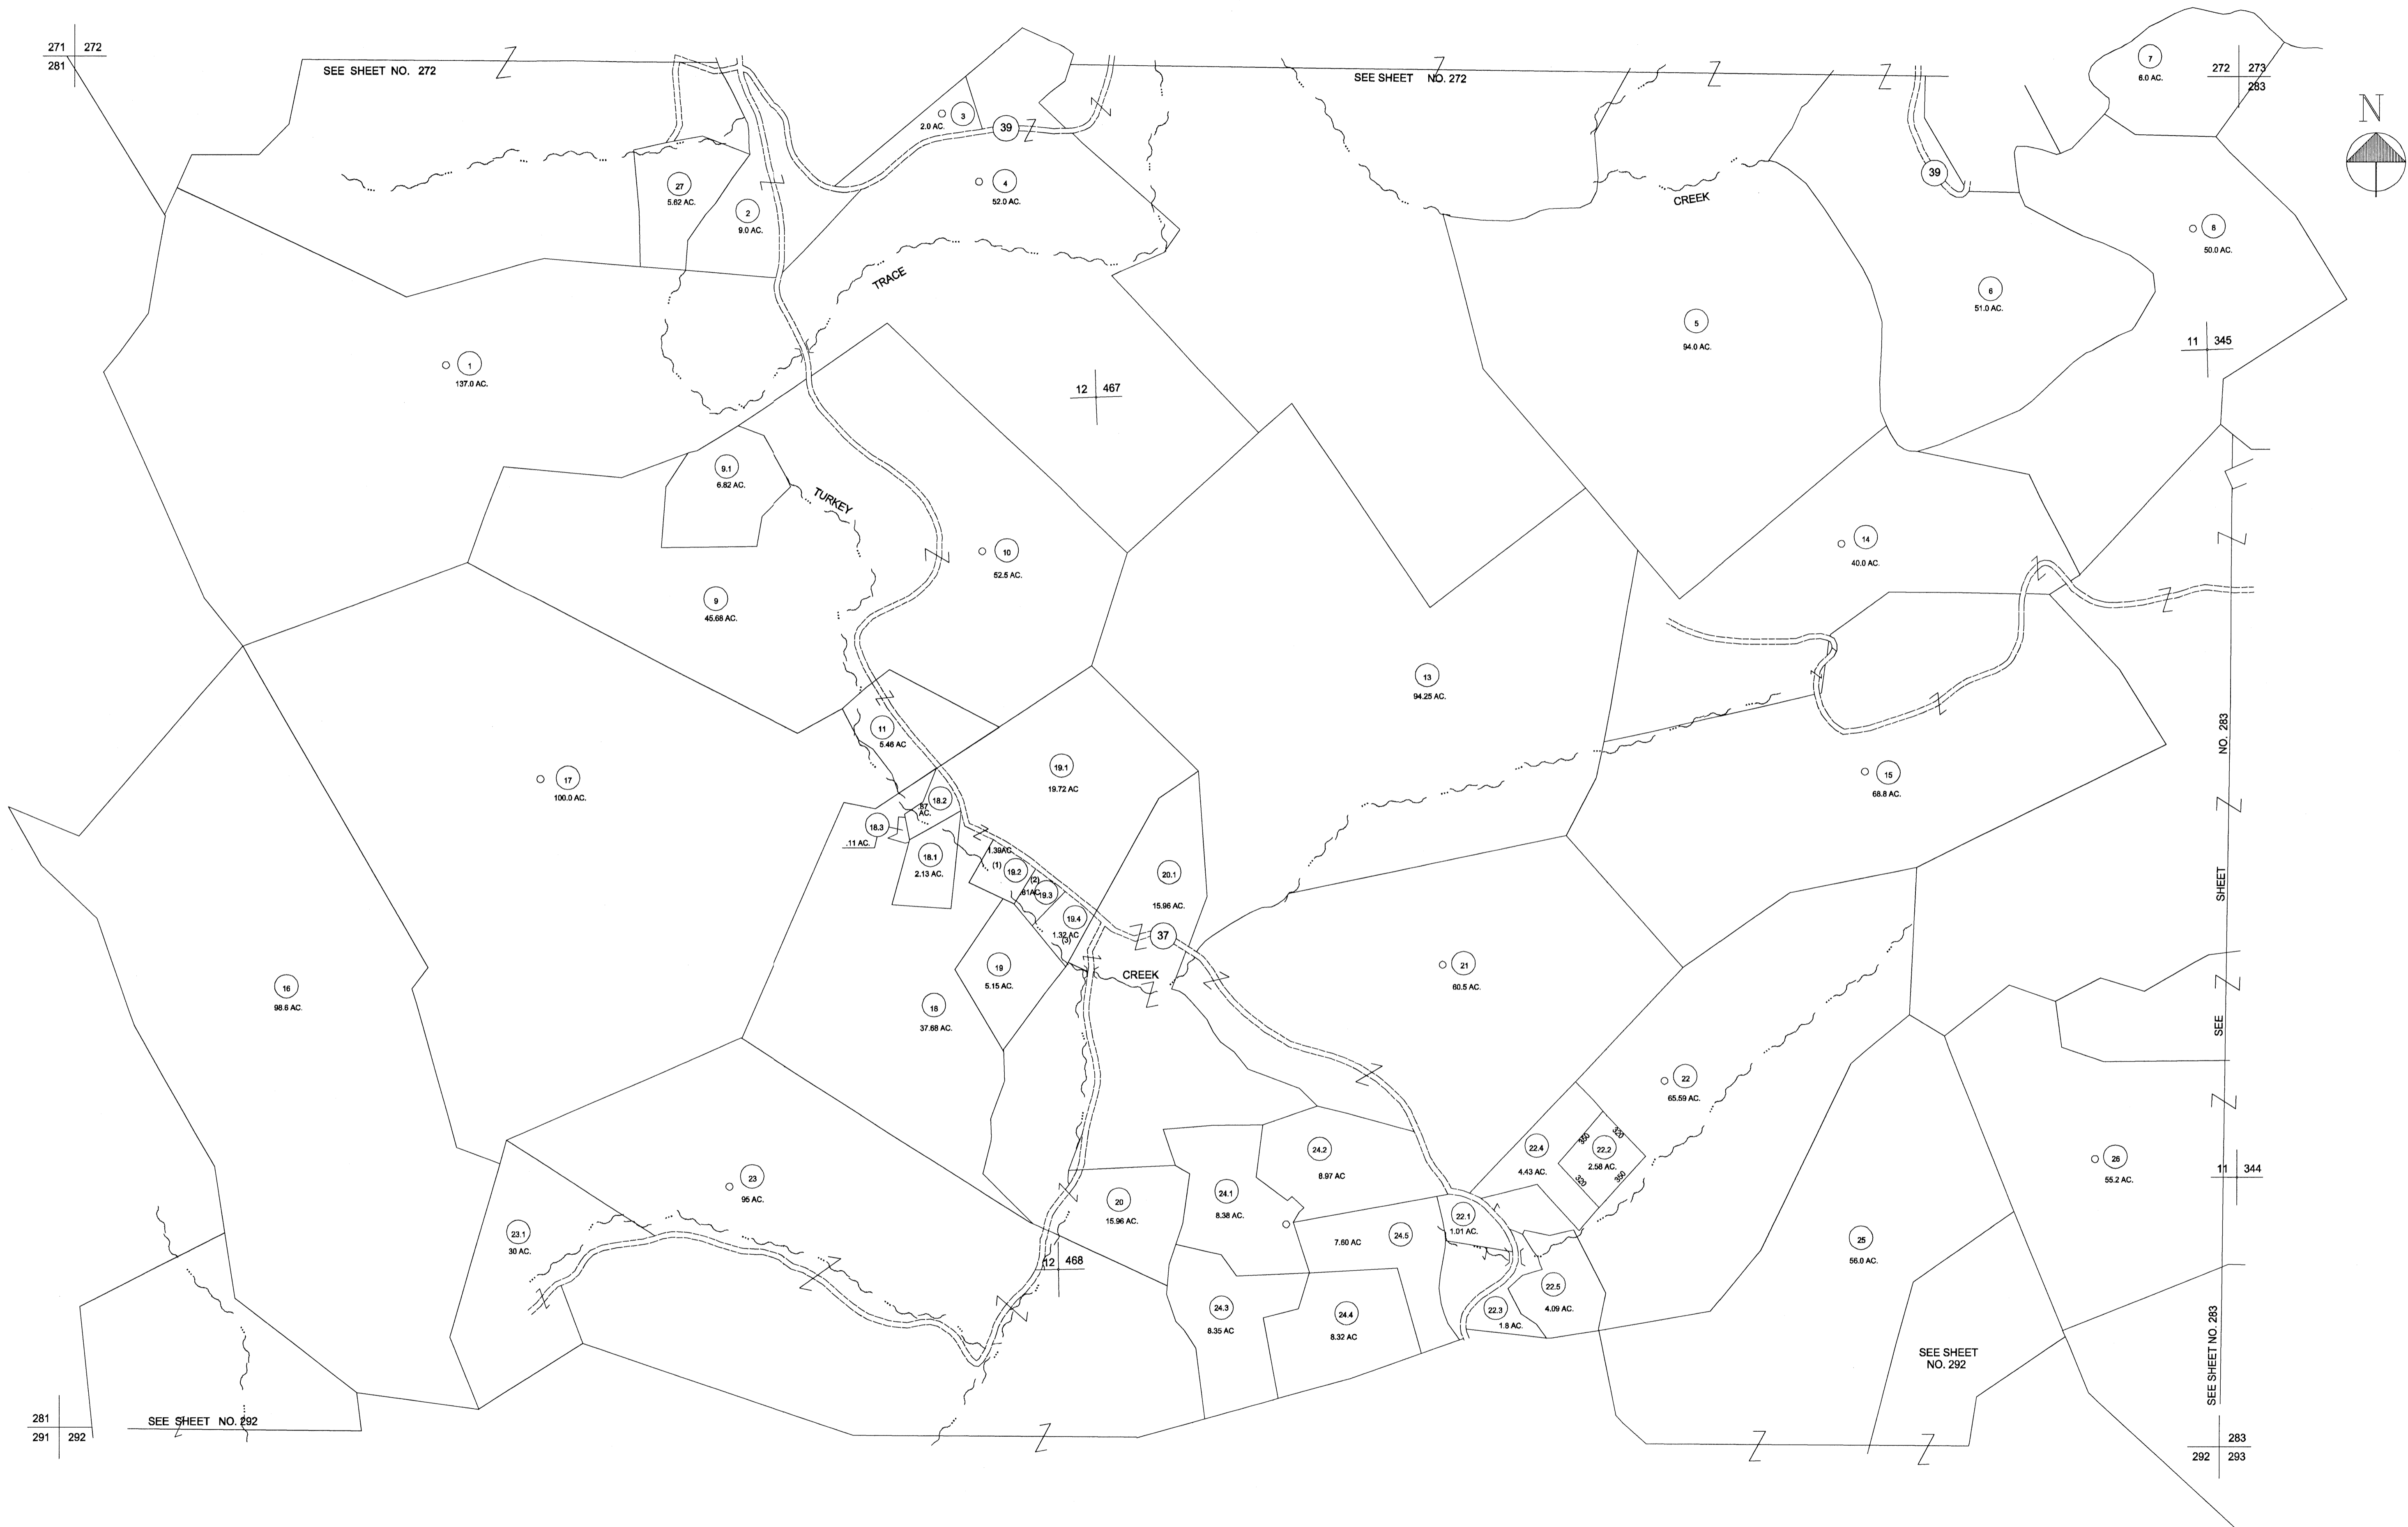 271 272
281
SEE SHEET NO. 272
SEE SHEET NO. 272
7
6.0 AC.
272 273
283
N
3
2.0 AC.
39
39
27
5.62 AC.
2
9.0 AC.
4
52.0 AC.
CREEK
8
50.0 AC.
TRACE
6
51.0 AC.
5
94.0 AC.
11 345
1
137.0 AC.
12 467
9.1
6.82 AC.
TURKEY
10
52.5 AC.
14
40.0 AC.
9
45.68 AC.
13
94.25 AC.
11
5.46 AC
NO. 283
SHEET
SEE
17
100.0 AC.
19.1
19.72 AC
15
68.8 AC.
18.2
.87
AC.
18.3
.11 AC.
18.1
2.13 AC.
1.39AC.
(1)
19.2
(2)
.61AC
19.3
19.4
1.32 AC
(3)
20.1
15.96 AC.
37
CREEK
19
5.15 AC.
21
60.5 AC.
16
98.6 AC.
18
37.68 AC.
22
65.59 AC.
24.2
8.97 AC
22.4
4.43 AC.
350
320
22.2
2.58 AC.
320
350
26
55.2 AC.
11 344
23
95 AC.
24.1
8.38 AC.
20
15.96 AC.
23.1
30 AC.
22.1
1.01 AC.
7.60 AC
24.5
25
56.0 AC.
12 468
22.5
4.09 AC.
24.3
8.35 AC
24.4
8.32 AC
22.3
1.8 AC.
SEE SHEET
NO. 292
SEE SHEET NO. 283
281
291 292
SEE SHEET NO. 292
283
292 293